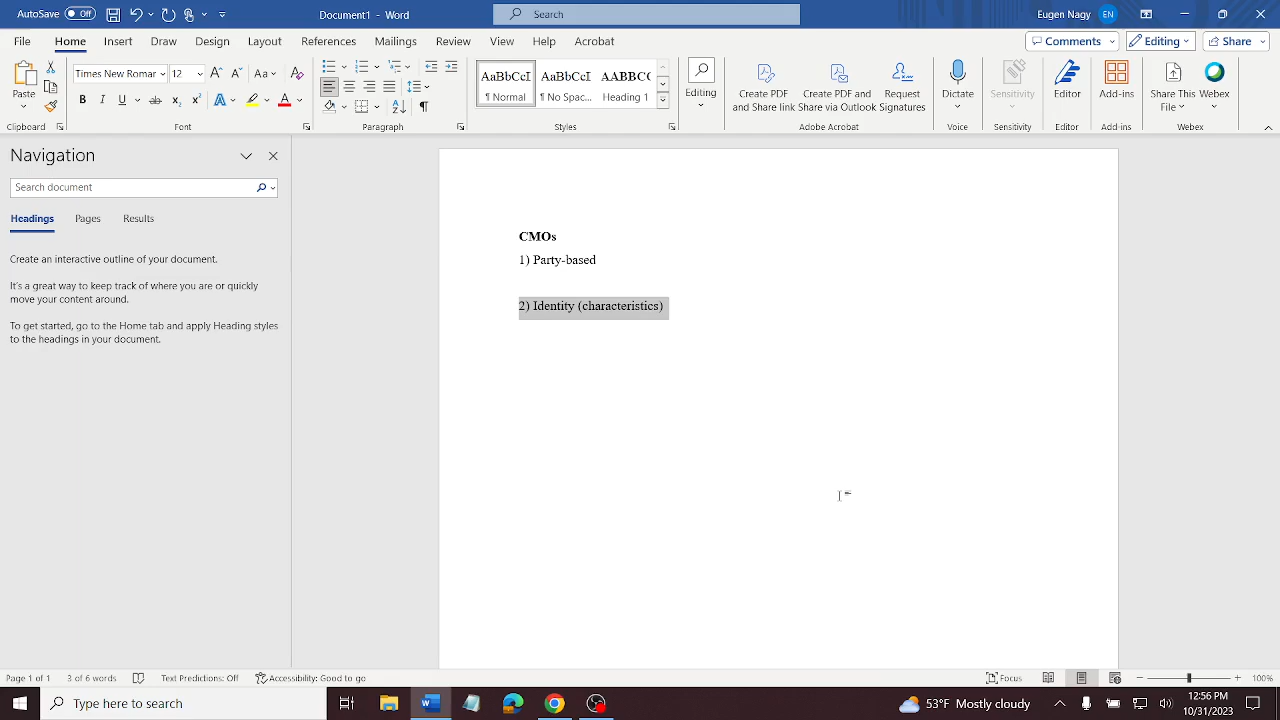 AutoSave Off
Document1 - Word
Search
Eugen Nagy EN
File Home Insert Draw Design Layout References Mailings Review View Help Acrobat
Comments Editing Share
Paste
Times New Roman 12 Aa
B I U ab x₂ x² A A
AaBbCcI AaBbCcI AABBC(
¶ Normal ¶ No Spac... Heading 1
Editing
Create PDF and Share link
Create PDF and Share via Outlook
Request Signatures
Dictate
Sensitivity
Editor
Add-ins
Share This File
Webex
Clipboard Font Paragraph Styles Adobe Acrobat Voice Sensitivity Editor Add-ins Webex
Navigation
Search document
Headings Pages Results
Create an interactive outline of your document.
It's a great way to keep track of where you are or quickly
move your content around.
To get started, go to the Home tab and apply Heading styles
to the headings in your document.
CMOs
1) Party-based
2) Identity (characteristics)
Page 1 of 1 3 of 6 words Text Predictions: Off Accessibility: Good to go
Focus 100%
Type here to search
53°F Mostly cloudy
12:56 PM
10/31/2023